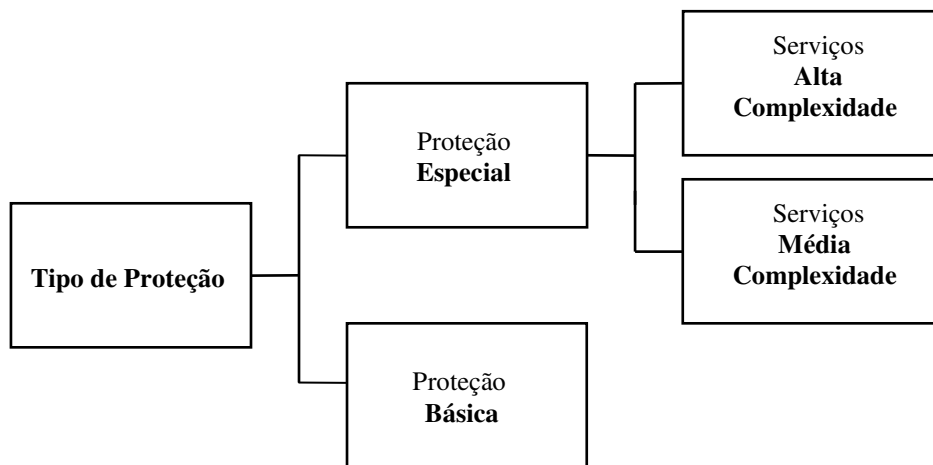 Serviços
Alta
Complexidade
Proteção
Especial
Serviços
Média
Complexidade
Tipo de Proteção
Proteção
Básica